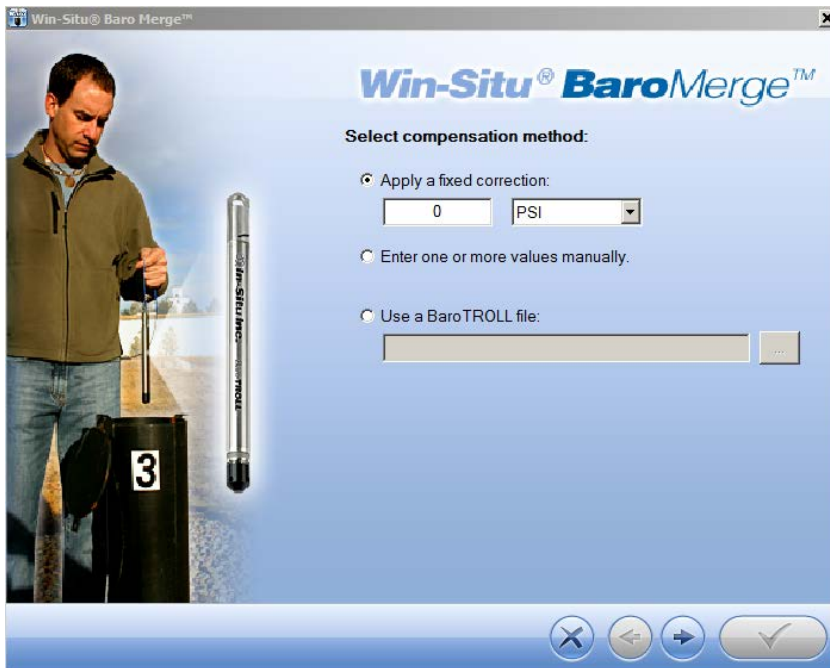 Win-Situ® Baro Merge™
Win-Situ® BaroMerge™
Select compensation method:
Apply a fixed correction:
0 PSI
Enter one or more values manually.
Use a BaroTROLL file:
...
In-Situ Inc.
TROLL
3